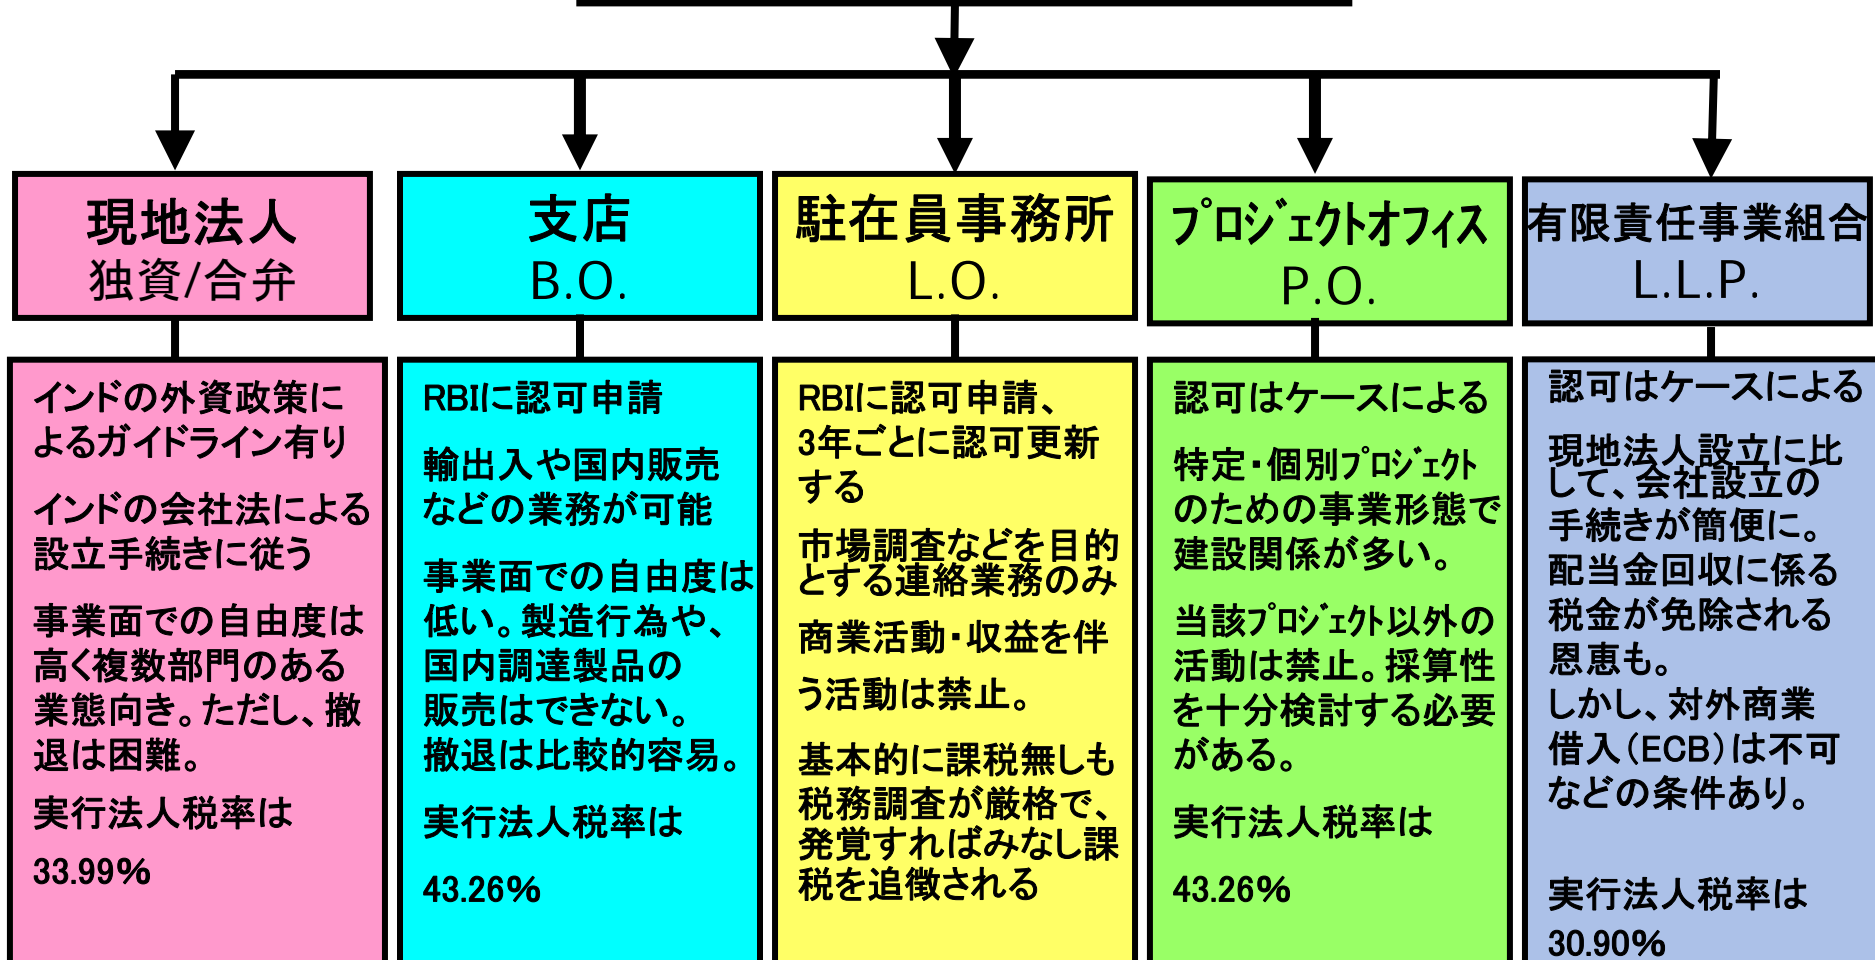 現地法人
独資/合弁
支店
B.O.
駐在員事務所
L.O.
ﾌﾟﾛｼﾞｪｸﾄオフィス
P.O.
有限責任事業組合
L.L.P.
インドの外資政策に
よるガイドライン有り
インドの会社法による
設立手続きに従う
事業面での自由度は
高く複数部門のある
業態向き。ただし、撤
退は困難。
実行法人税率は
33.99%
RBIに認可申請
輸出入や国内販売
などの業務が可能
事業面での自由度は
低い。製造行為や、
国内調達製品の
販売はできない。
撤退は比較的容易。
実行法人税率は
43.26%
RBIに認可申請、
3年ごとに認可更新
する
市場調査などを目的
とする連絡業務のみ
商業活動・収益を伴
う活動は禁止。
基本的に課税無しも
税務調査が厳格で、
発覚すればみなし課
税を追徴される
認可はケースによる
特定・個別ﾌﾟﾛｼﾞｪｸﾄ
のための事業形態で
建設関係が多い。
当該ﾌﾟﾛｼﾞｪｸﾄ以外の
活動は禁止。採算性
を十分検討する必要
がある。
実行法人税率は
43.26%
認可はケースによる
現地法人設立に比
して、会社設立の
手続きが簡便に。
配当金回収に係る
税金が免除される
恩恵も。
しかし、対外商業
借入（ECB）は不可
などの条件あり。
実行法人税率は
30.90%